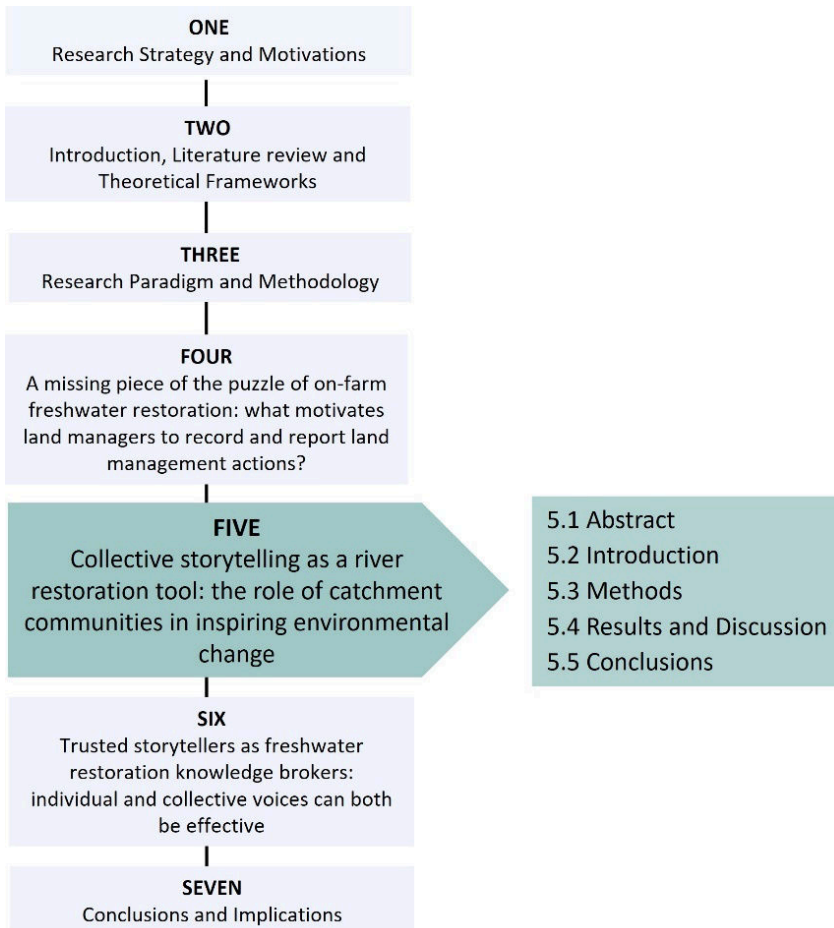 ONE
Research Strategy and Motivations
TWO
Introduction, Literature review and
Theoretical Frameworks
THREE
Research Paradigm and Methodology
FOUR
A missing piece of the puzzle of on-farm
freshwater restoration: what motivates
land managers to record and report land
management actions?
FIVE
Collective storytelling as a river
restoration tool: the role of catchment
communities in inspiring environmental
change
5.1 Abstract
5.2 Introduction
5.3 Methods
5.4 Results and Discussion
5.5 Conclusions
SIX
Trusted storytellers as freshwater
restoration knowledge brokers:
individual and collective voices can both
be effective
SEVEN
Conclusions and Implications